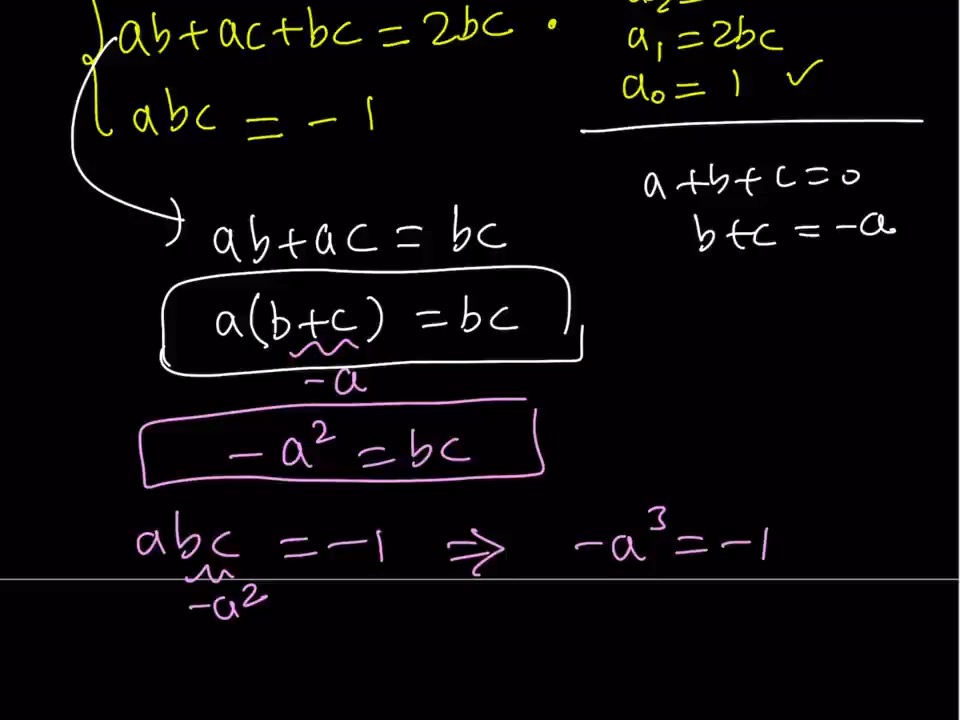 ab+ac+bc = 2bc
a₂ =
a₁ = 2bc
a₀ = 1 ✓
abc = -1
a+b+c=0
b+c = -a
ab+ac = bc
a(b+c) = bc
-a
-a² = bc
abc = -1 ⇒ -a³ = -1
-a²